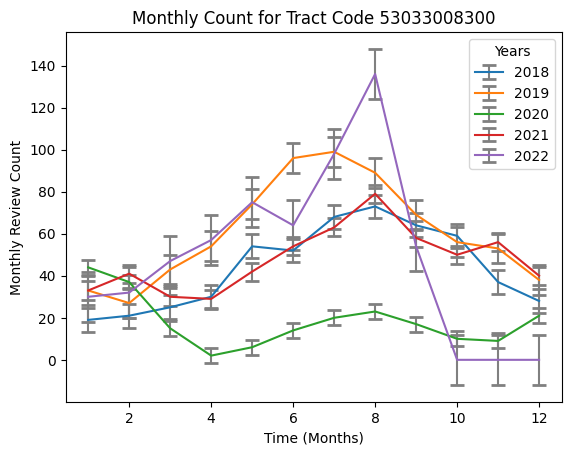 Monthly Count for Tract Code 53033008300
Years
2018
2019
2020
2021
2022
Monthly Review Count
140
120
100
80
60
40
20
0
2 4 6 8 10 12
Time (Months)